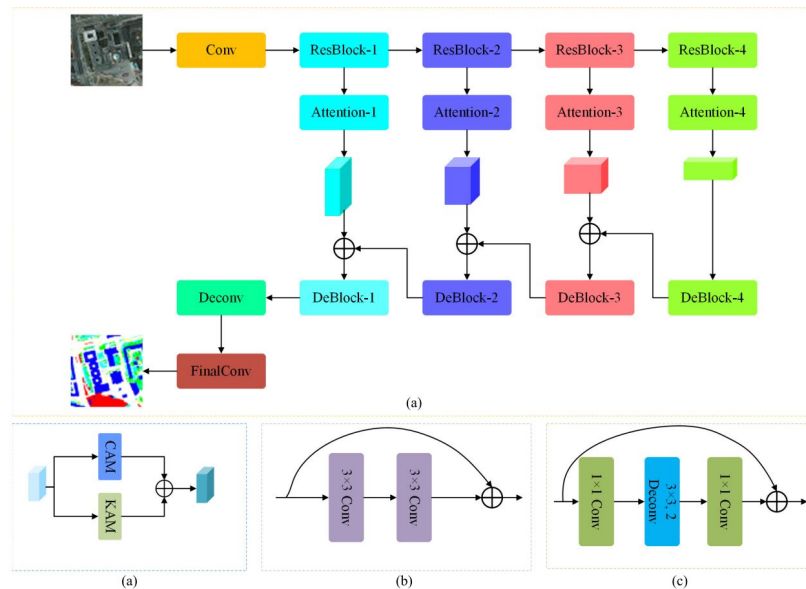 Conv
ResBlock-1
ResBlock-2
ResBlock-3
ResBlock-4
Attention-1
Attention-2
Attention-3
Attention-4
Deconv
DeBlock-1
DeBlock-2
DeBlock-3
DeBlock-4
FinalConv
(a)
CAM
KAM
3×3 Conv
3×3 Conv
1×1 Conv
3×3, 2
Deconv
1×1 Conv
(a)
(b)
(c)